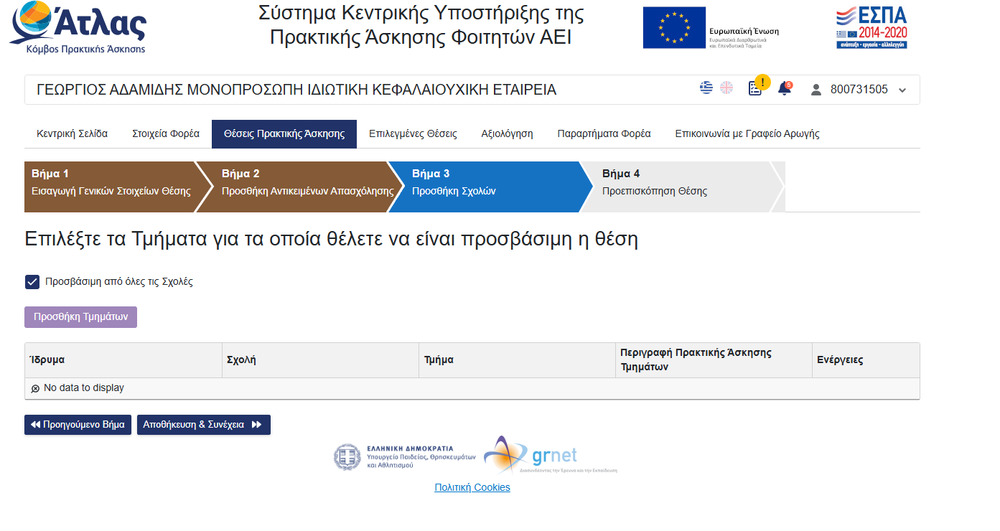 Άτλας
Κόμβος Πρακτικής Άσκησης
Σύστημα Κεντρικής Υποστήριξης της
Πρακτικής Άσκησης Φοιτητών ΑΕΙ
Ευρωπαϊκή Ένωση
Ευρωπαϊκά Διαρθρωτικά
και Επενδυτικά Ταμεία
ΕΣΠΑ
2014-2020
ανάπτυξη - εργασία - αλληλεγγύη
ΓΕΩΡΓΙΟΣ ΑΔΑΜΙΔΗΣ ΜΟΝΟΠΡΟΣΩΠΗ ΙΔΙΩΤΙΚΗ ΚΕΦΑΛΑΙΟΥΧΙΚΗ ΕΤΑΙΡΕΙΑ
! 5 800731505
Κεντρική Σελίδα Στοιχεία Φορέα Θέσεις Πρακτικής Άσκησης Επιλεγμένες Θέσεις Αξιολόγηση Παραρτήματα Φορέα Επικοινωνία με Γραφείο Αρωγής
Βήμα 1 Βήμα 2 Βήμα 3 Βήμα 4
Εισαγωγή Γενικών Στοιχείων Θέσης Προσθήκη Αντικειμένων Απασχόλησης Προσθήκη Σχολών Προεπισκόπηση Θέσης
Επιλέξτε τα Τμήματα για τα οποία θέλετε να είναι προσβάσιμη η θέση
Προσβάσιμη από όλες τις Σχολές
Προσθήκη Τμημάτων
Ίδρυμα Σχολή Τμήμα Περιγραφή Πρακτικής Άσκησης Τμημάτων Ενέργειες
No data to display
Προηγούμενο Βήμα Αποθήκευση & Συνέχεια
ΕΛΛΗΝΙΚΗ ΔΗΜΟΚΡΑΤΙΑ
Υπουργείο Παιδείας, Θρησκευμάτων
και Αθλητισμού
grnet
Διασυνδέοντας την Έρευνα και την Εκπαίδευση
Πολιτική Cookies